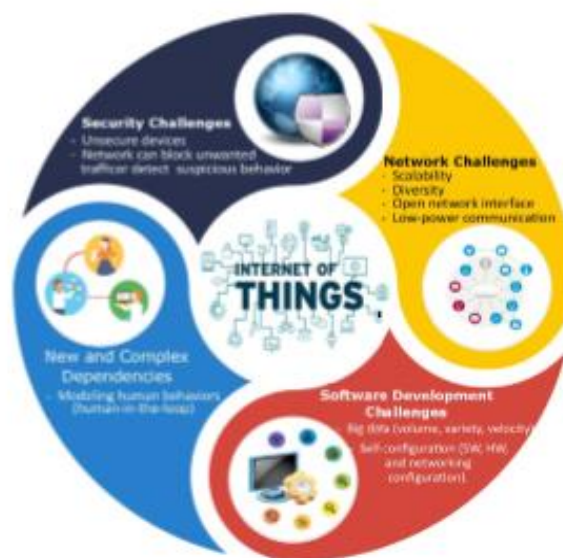 Security Challenges
- Unsecure devices
- Network can block unwanted
trafficor detect suspicious behavior
Network Challenges
- Scalability
- Diversity
- Open network interface
- Low-power communication
INTERNET OF
THINGS
New and Complex
Dependencies
- Modeling human behaviors
(human-in-the-loop)
Software Development
Challenges
Big data (volume, variety, velocity)
- Self-configuration (SW, HW,
and networking
configuration).